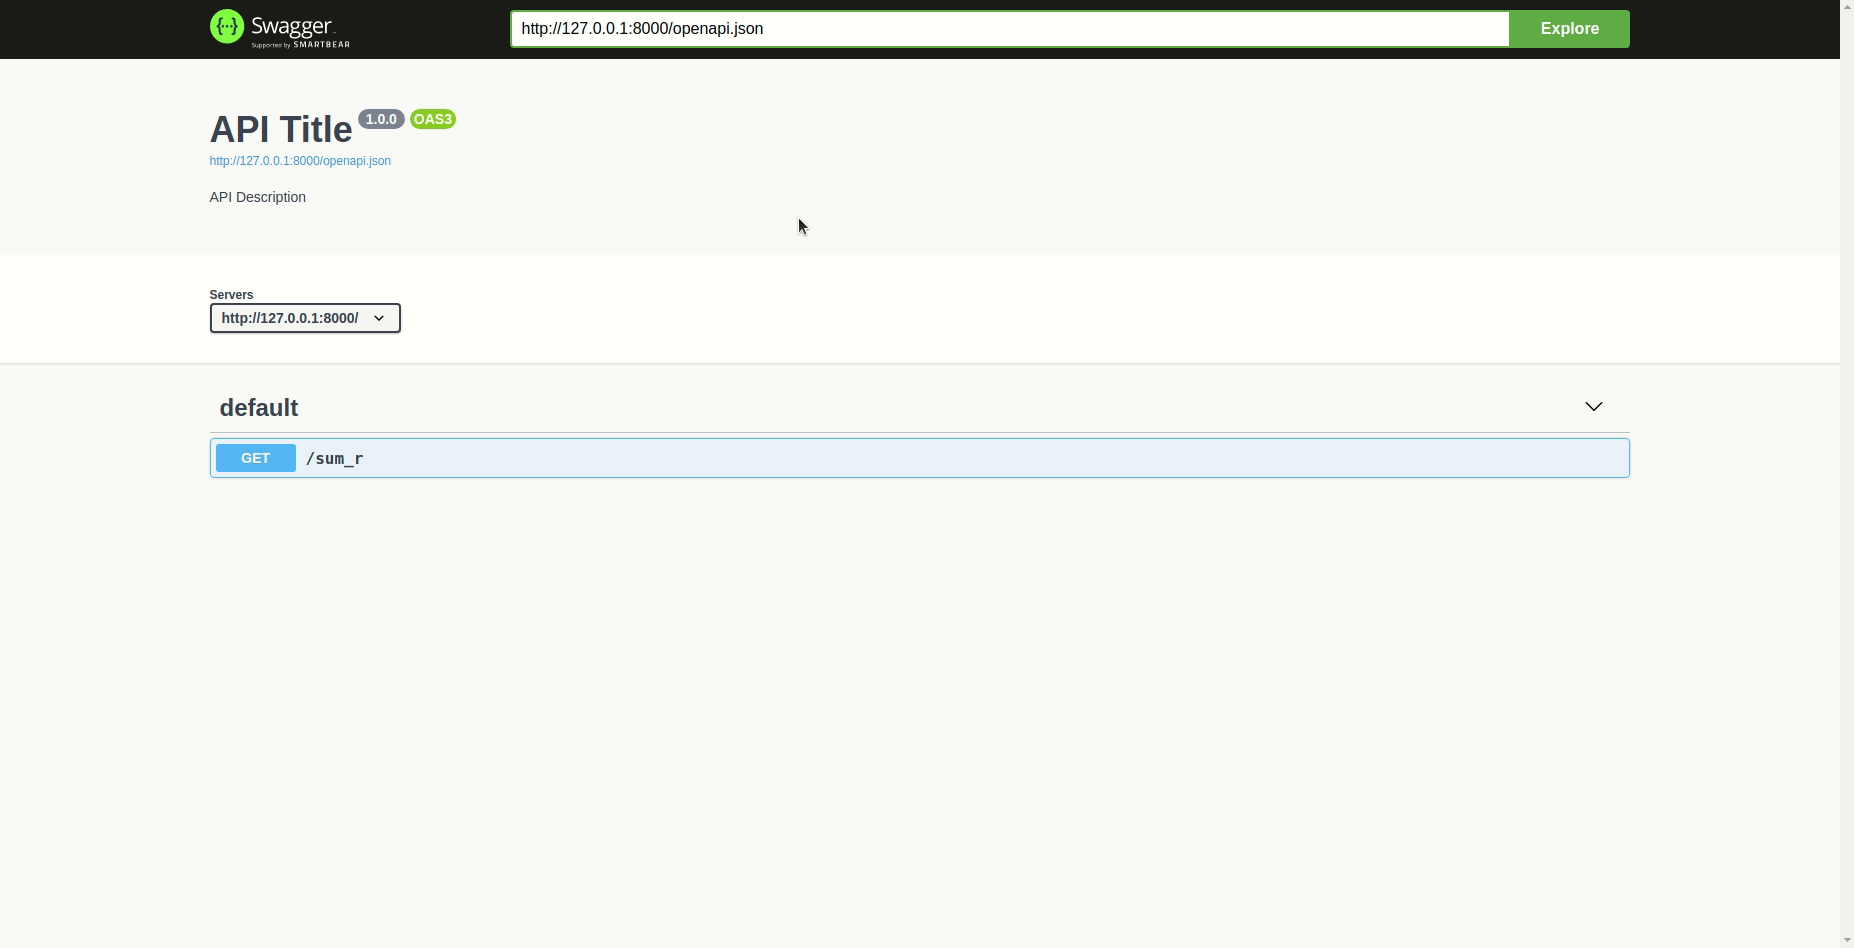 Swagger
Supported by SMARTBEAR
http://127.0.0.1:8000/openapi.json
Explore
API Title
1.0.0
OAS3
http://127.0.0.1:8000/openapi.json
API Description
Servers
http://127.0.0.1:8000/
default
GET
/sum_r